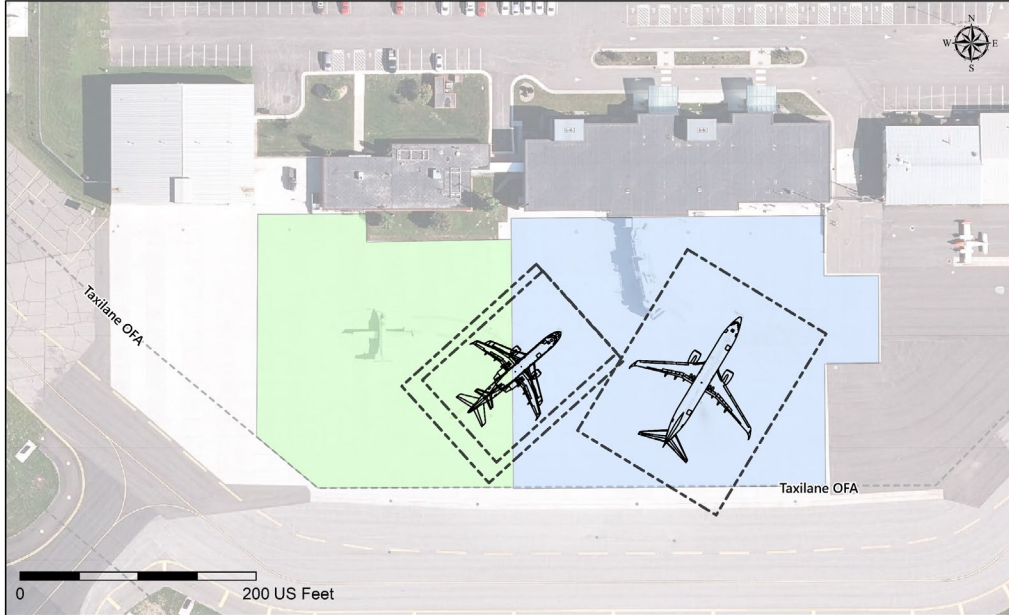 N
W E
S
Taxilane OFA
Taxilane OFA
0 200 US Feet